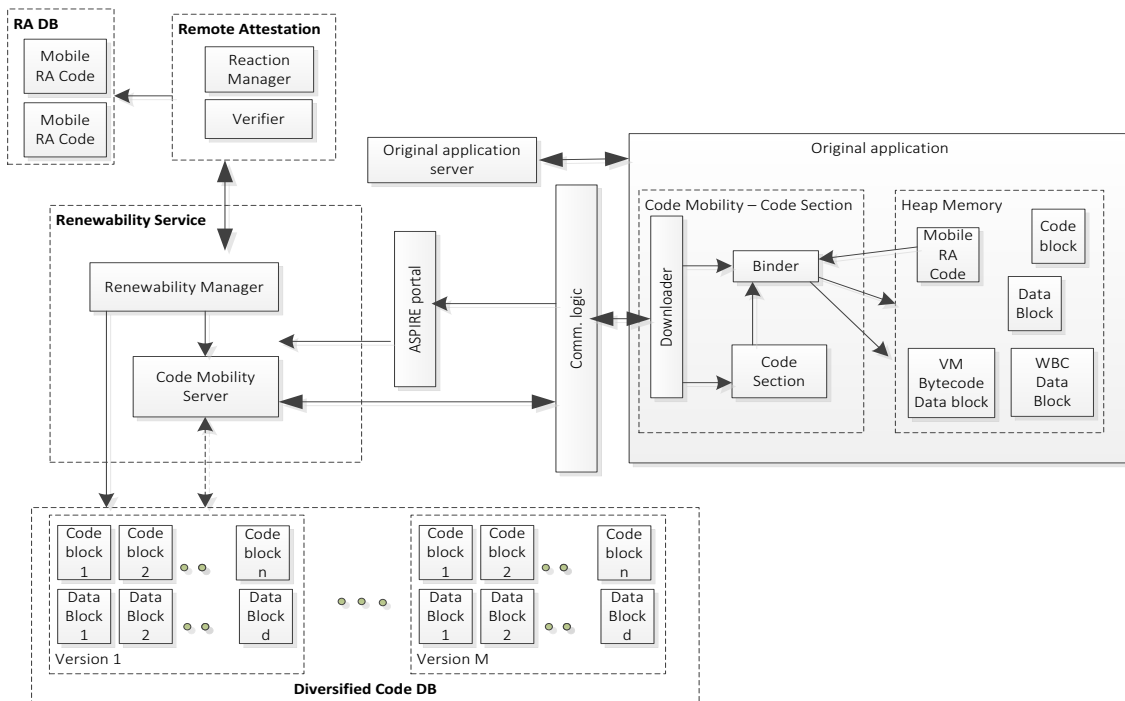 RA DB
Mobile
RA Code
Mobile
RA Code
Remote Attestation
Reaction
Manager
Verifier
Original application
server
Original application
Renewability Service
Renewability Manager
Code Mobility
Server
ASPIRE portal
Comm. logic
Code Mobility – Code Section
Downloader
Binder
Code
Section
Heap Memory
Mobile
RA
Code
Code
block
Data
Block
VM
Bytecode
Data block
WBC
Data
Block
Code
block
1
Code
block
2
Code
block
n
Data
Block
1
Data
Block
2
Data
Block
d
Version 1
Code
block
1
Code
block
2
Code
block
n
Data
Block
1
Data
Block
2
Data
Block
d
Version M
Diversified Code DB